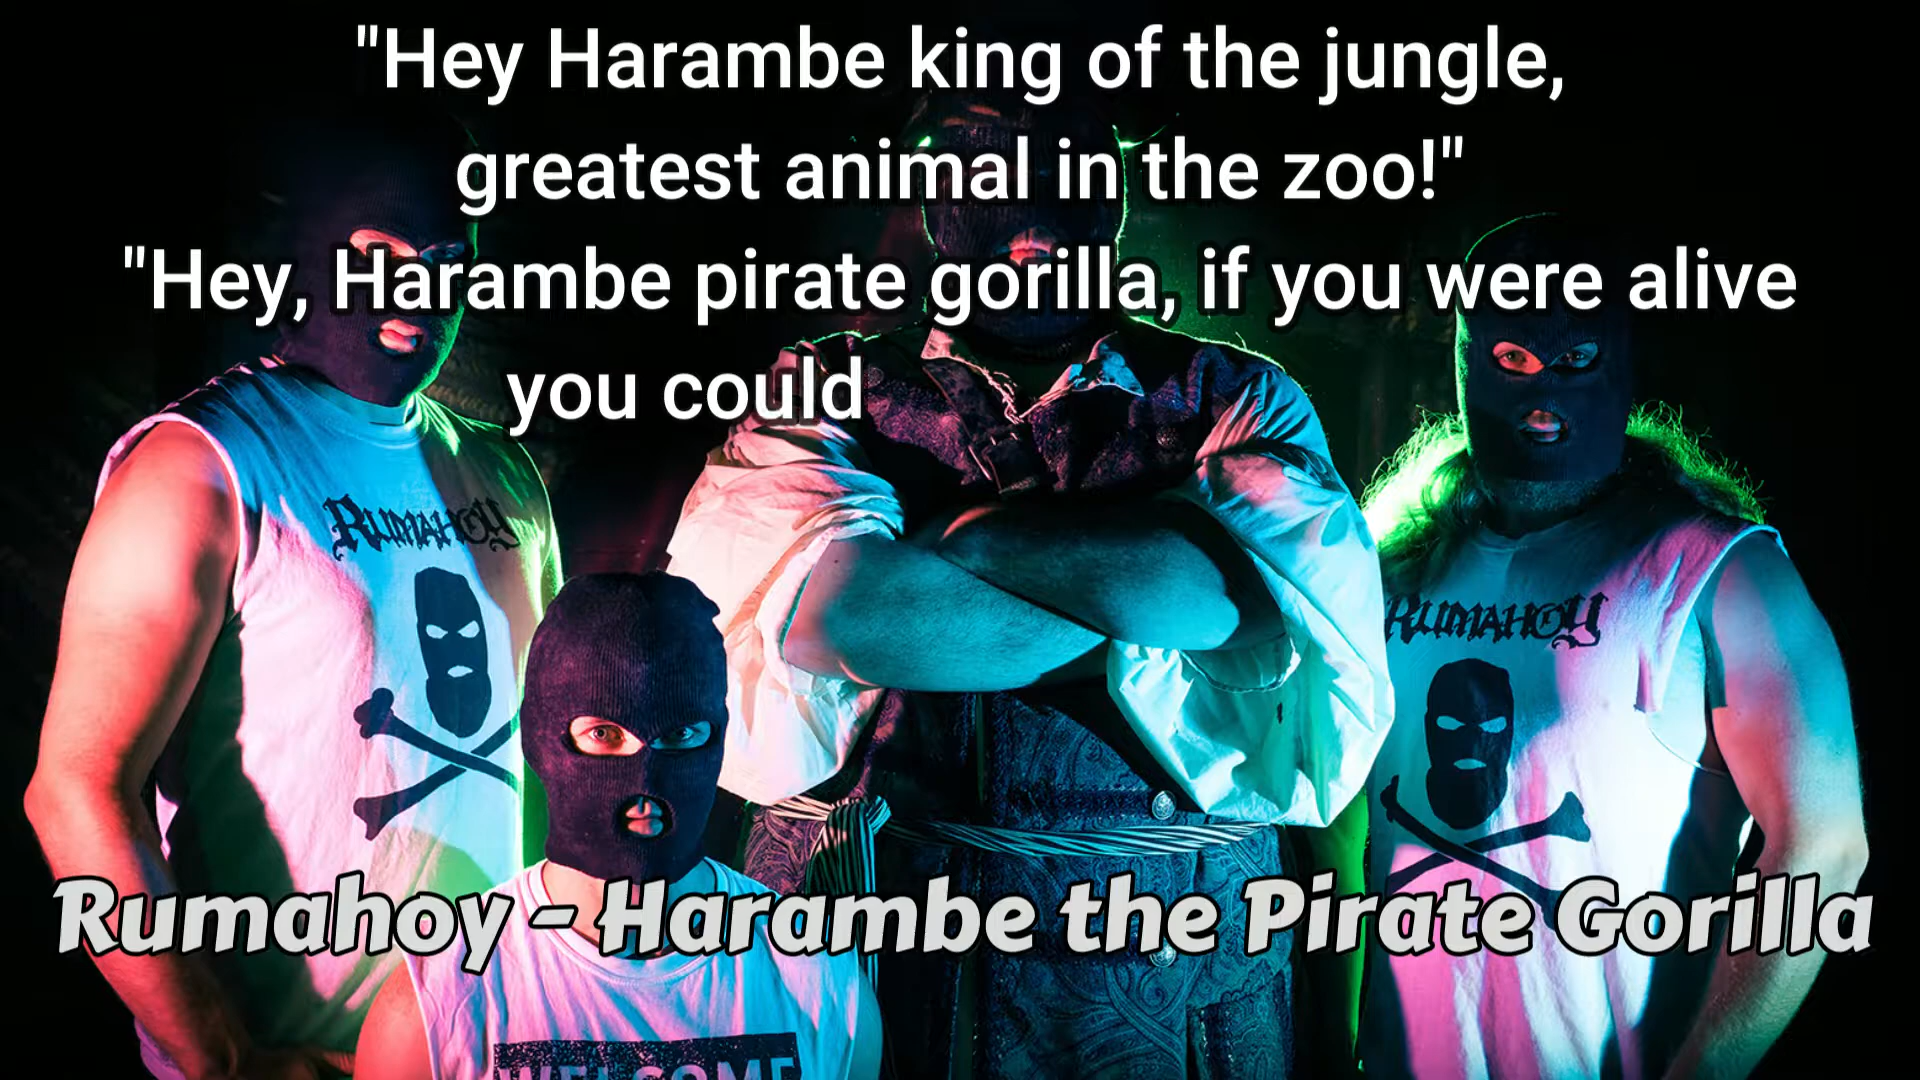 "Hey Harambe king of the jungle,
greatest animal in the zoo!"
"Hey, Harambe pirate gorilla, if you were alive
you could
RUMAHOY
RUMAHOY
Rumahoy - Harambe the Pirate Gorilla
WELCOME